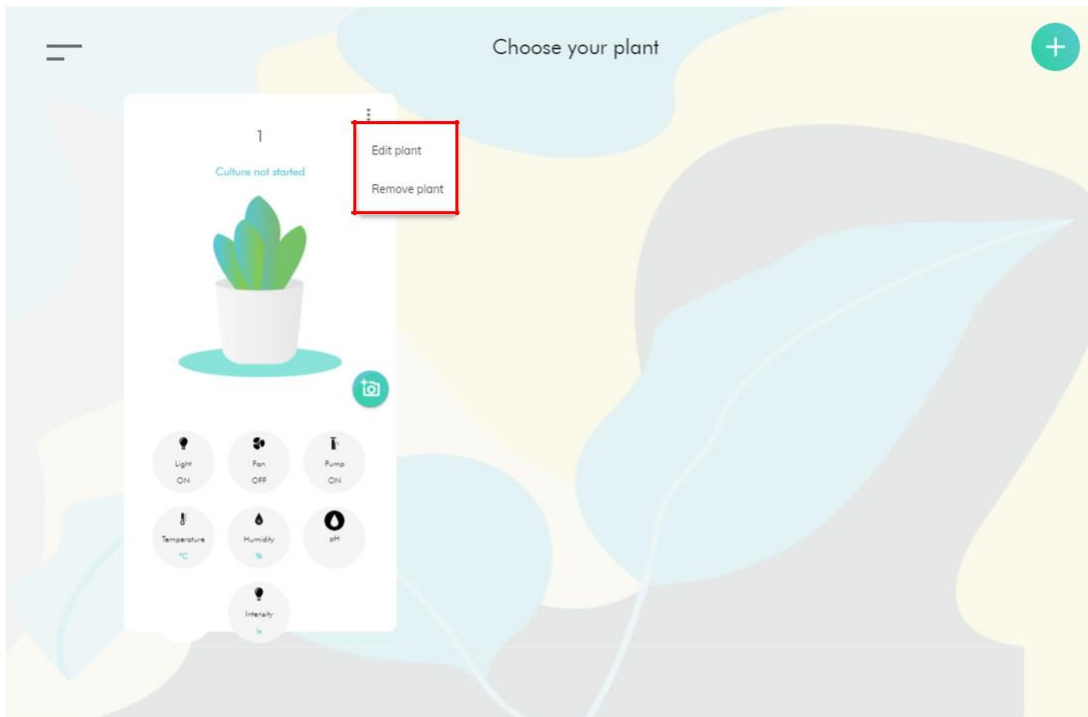 Choose your plant
1
Edit plant
Culture not started
Remove plant
Light
ON
Fan
OFF
Pump
ON
Temperature
°C
Humidity
%
pH
Intensity
lx